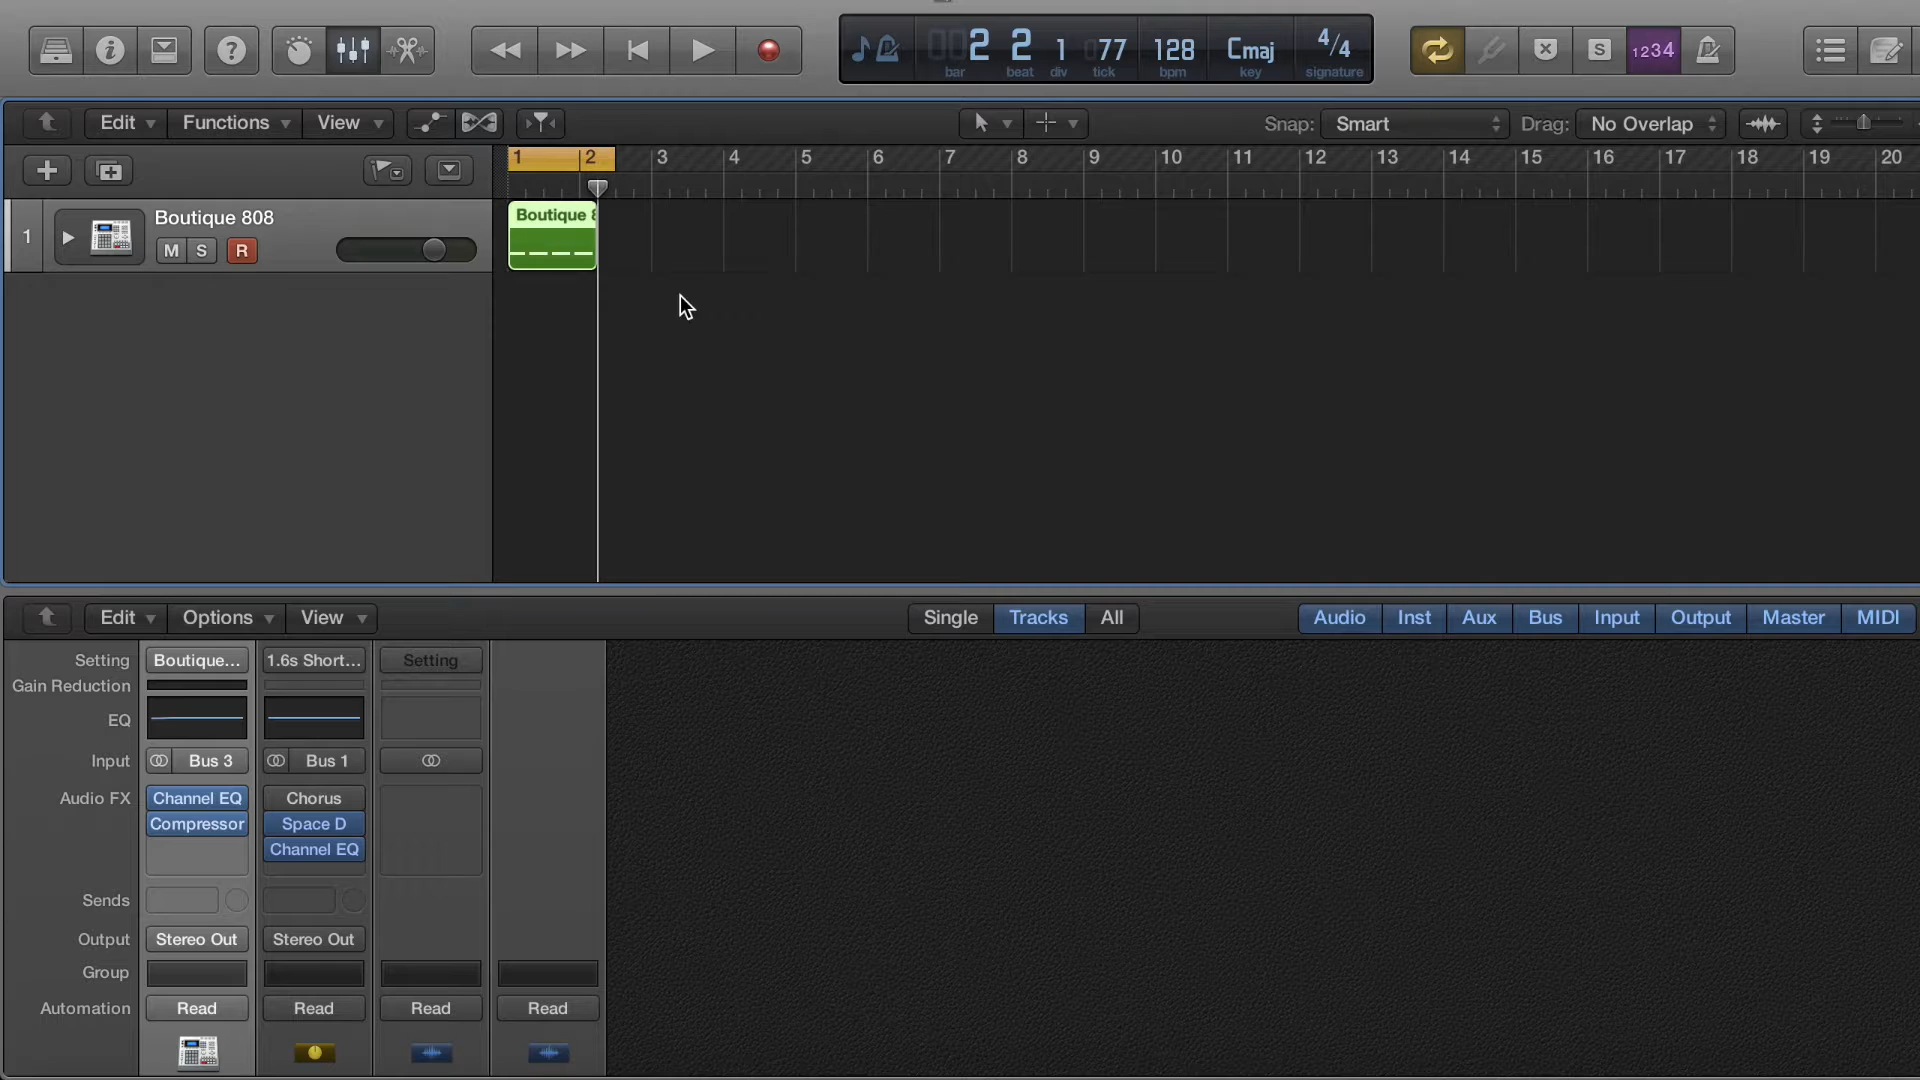 2 2 1 77 128 Cmaj 4/4
bar beat div tick bpm key signature
S 1234
Edit Functions View Snap: Smart Drag: No Overlap
1 2 3 4 5 6 7 8 9 10 11 12 13 14 15 16 17 18 19 20
1 Boutique 808
M S R
Boutique 8
Edit Options View Single Tracks All Audio Inst Aux Bus Input Output Master MIDI
Setting Boutique... 1.6s Short... Setting
Gain Reduction
EQ
Input Bus 3 Bus 1
Audio FX Channel EQ Chorus
Compressor Space D
Channel EQ
Sends
Output Stereo Out Stereo Out
Group
Automation Read Read Read Read